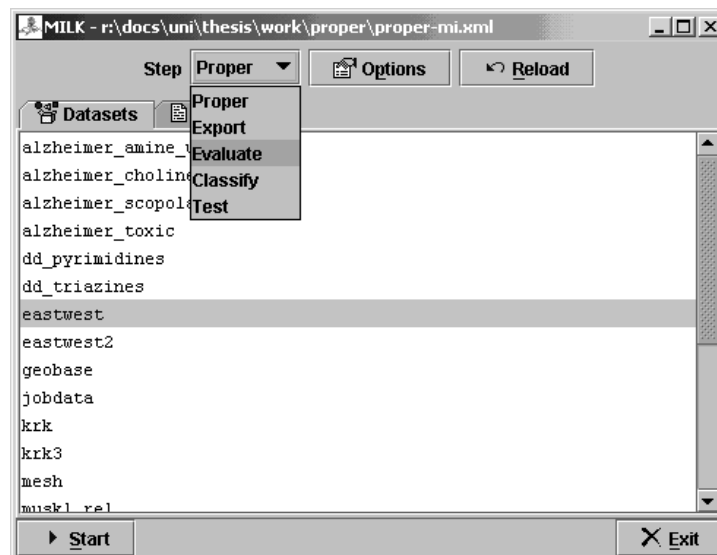 MILK - r:\docs\uni\thesis\work\proper\proper-mi.xml
Step Proper Options Reload
Datasets
Proper
Export
Evaluate
Classify
Test
alzheimer_amine_
alzheimer_choline
alzheimer_scopola
alzheimer_toxic
dd_pyrimidines
dd_triazines
eastwest
eastwest2
geobase
jobdata
krk
krk3
mesh
musk1_rel
Start Exit